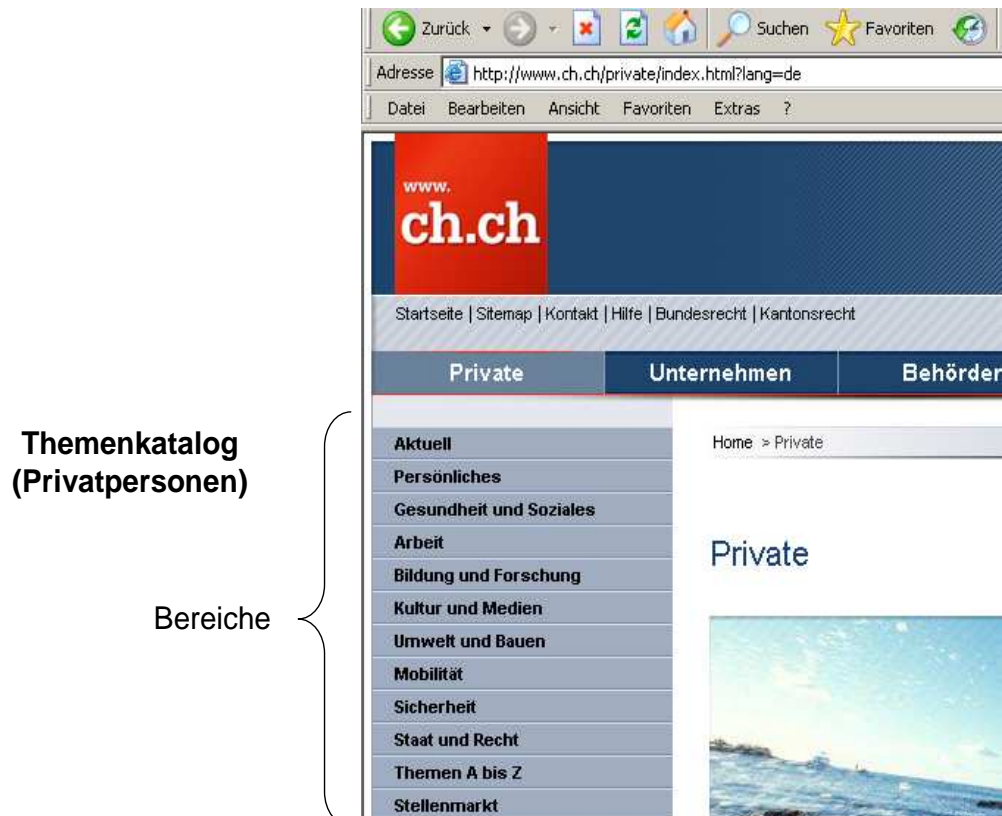 Zurück
Suchen
Favoriten
Adresse http://www.ch.ch/private/index.html?lang=de
Datei Bearbeiten Ansicht Favoriten Extras ?
www.
ch.ch
Startseite | Sitemap | Kontakt | Hilfe | Bundesrecht | Kantonsrecht
Private Unternehmen Behörden
Themenkatalog
(Privatpersonen)
Bereiche
Aktuell
Persönliches
Gesundheit und Soziales
Arbeit
Bildung und Forschung
Kultur und Medien
Umwelt und Bauen
Mobilität
Sicherheit
Staat und Recht
Themen A bis Z
Stellenmarkt
Home > Private
Private